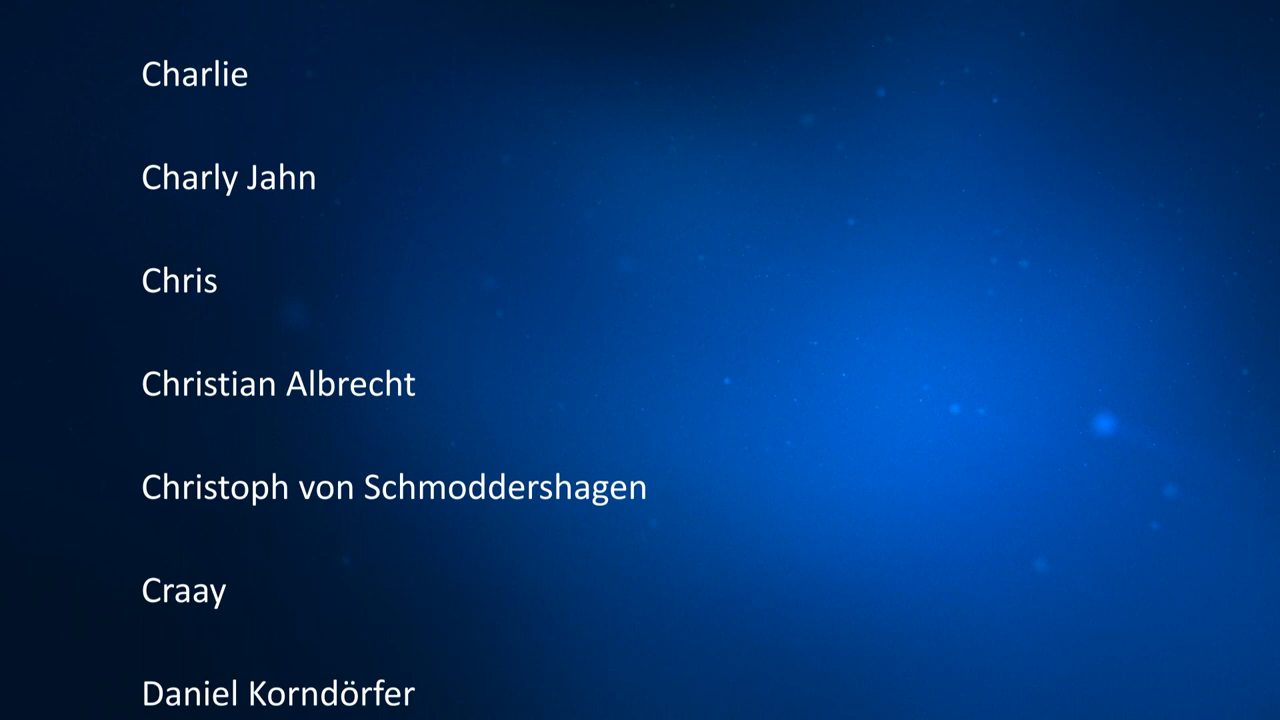 Charlie
Charly Jahn
Chris
Christian Albrecht
Christoph von Schmoddershagen
Craay
Daniel Korndörfer